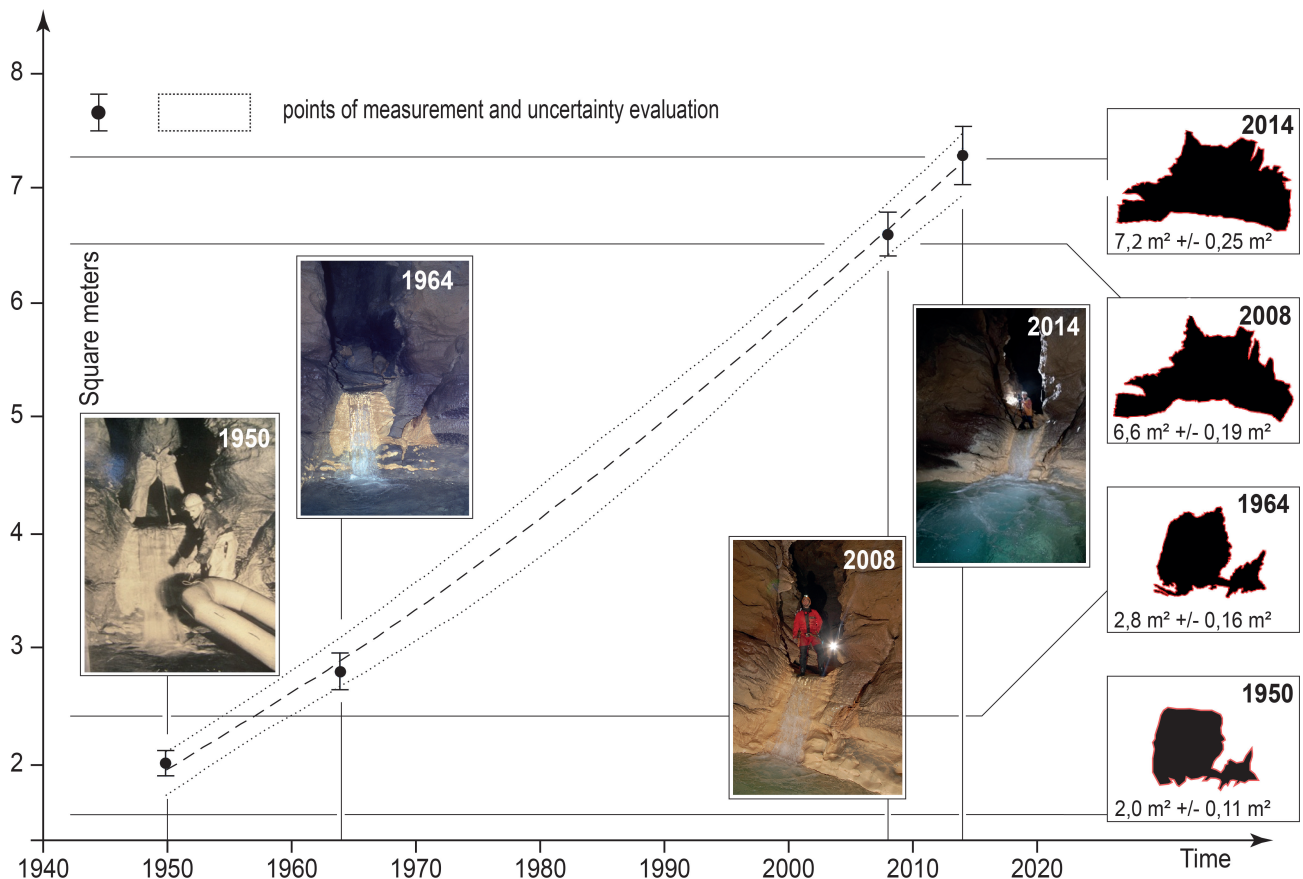 8
7
6
5
4
3
2
Square meters
points of measurement and uncertainty evaluation
1950
1964
2008
2014
2014
7,2 m² +/- 0,25 m²
2008
6,6 m² +/- 0,19 m²
1964
2,8 m² +/- 0,16 m²
1950
2,0 m² +/- 0,11 m²
1940 1950 1960 1970 1980 1990 2000 2010 2020
Time